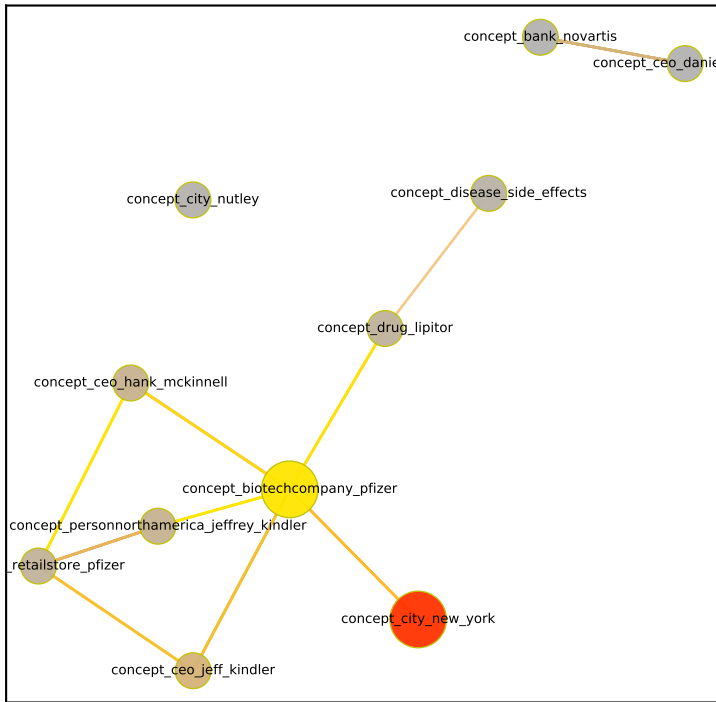 concept_bank_novartis
concept_ceo_danie
concept_disease_side_effects
concept_city_nutley
concept_drug_lipitor
concept_ceo_hank_mckinnell
concept_biotechcompany_pfizer
concept_personnorthamerica_jeffrey_kindler
_retailstore_pfizer
concept_city_new_york
concept_ceo_jeff_kindler